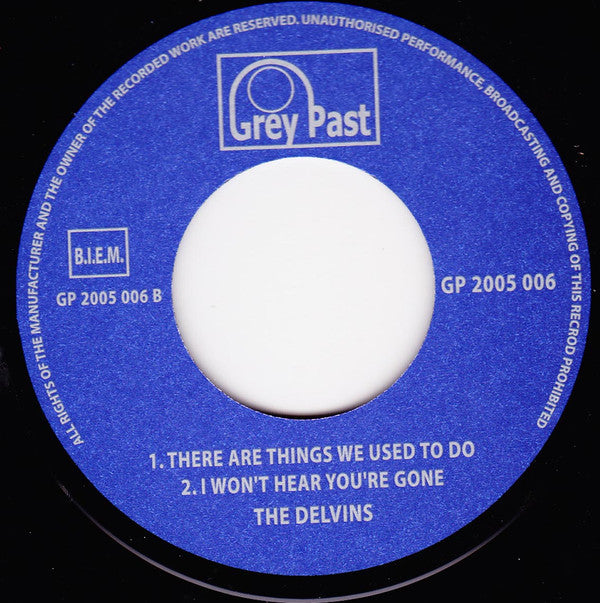 ALL RIGHTS OF THE MANUFACTURER AND THE OWNER OF THE RECORDED WORK ARE RESERVED. UNAUTHORISED PERFORMANCE, BROADCASTING AND COPYING OF THIS RECROD PROHIBITED
Grey Past
B.I.E.M.
GP 2005 006 B
GP 2005 006
1. THERE ARE THINGS WE USED TO DO
2. I WON'T HEAR YOU'RE GONE
THE DELVINS